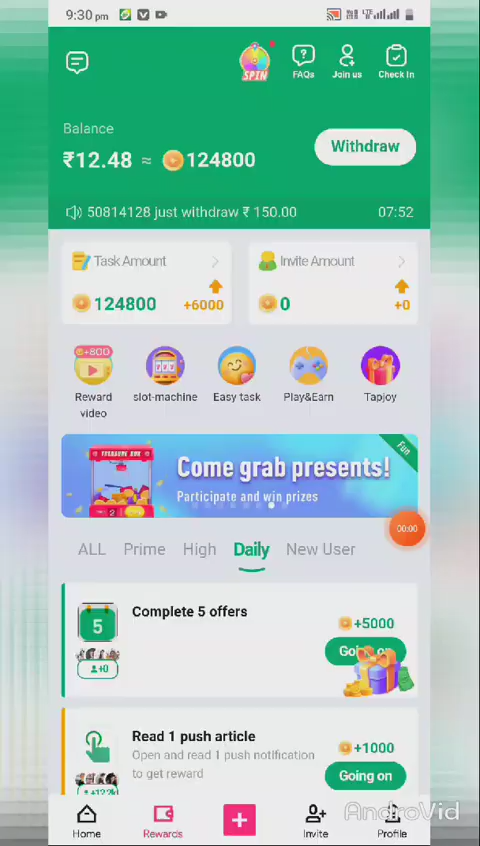 9:30 pm
SPIN
FAQs
Join us
Check In
Balance
₹12.48 ≈ 124800
Withdraw
50814128 just withdraw ₹ 150.00
07:52
Task Amount
124800
+6000
Invite Amount
0
+0
+800
Reward video
slot-machine
Easy task
Play&Earn
Tapjoy
Come grab presents!
Participate and win prizes
Fun
00:00
ALL
Prime
High
Daily
New User
5
Complete 5 offers
+5000
+0
Read 1 push article
Open and read 1 push notification
to get reward
+1000
Going on
Home
Rewards
Invite
Profile
AndroVid